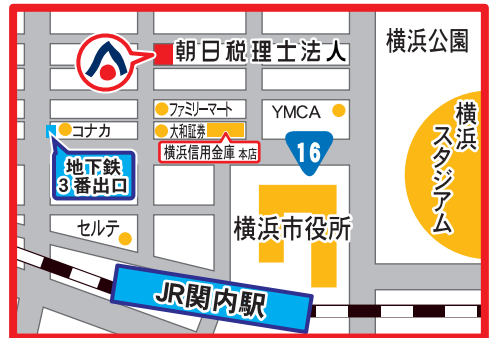 横浜公園
朝日税理士法人
ファミリーマート
YMCA
コナカ
大和証券
横浜信用金庫 本店
16
横浜
スタジアム
地下鉄
3番出口
セルテ
横浜市役所
JR関内駅